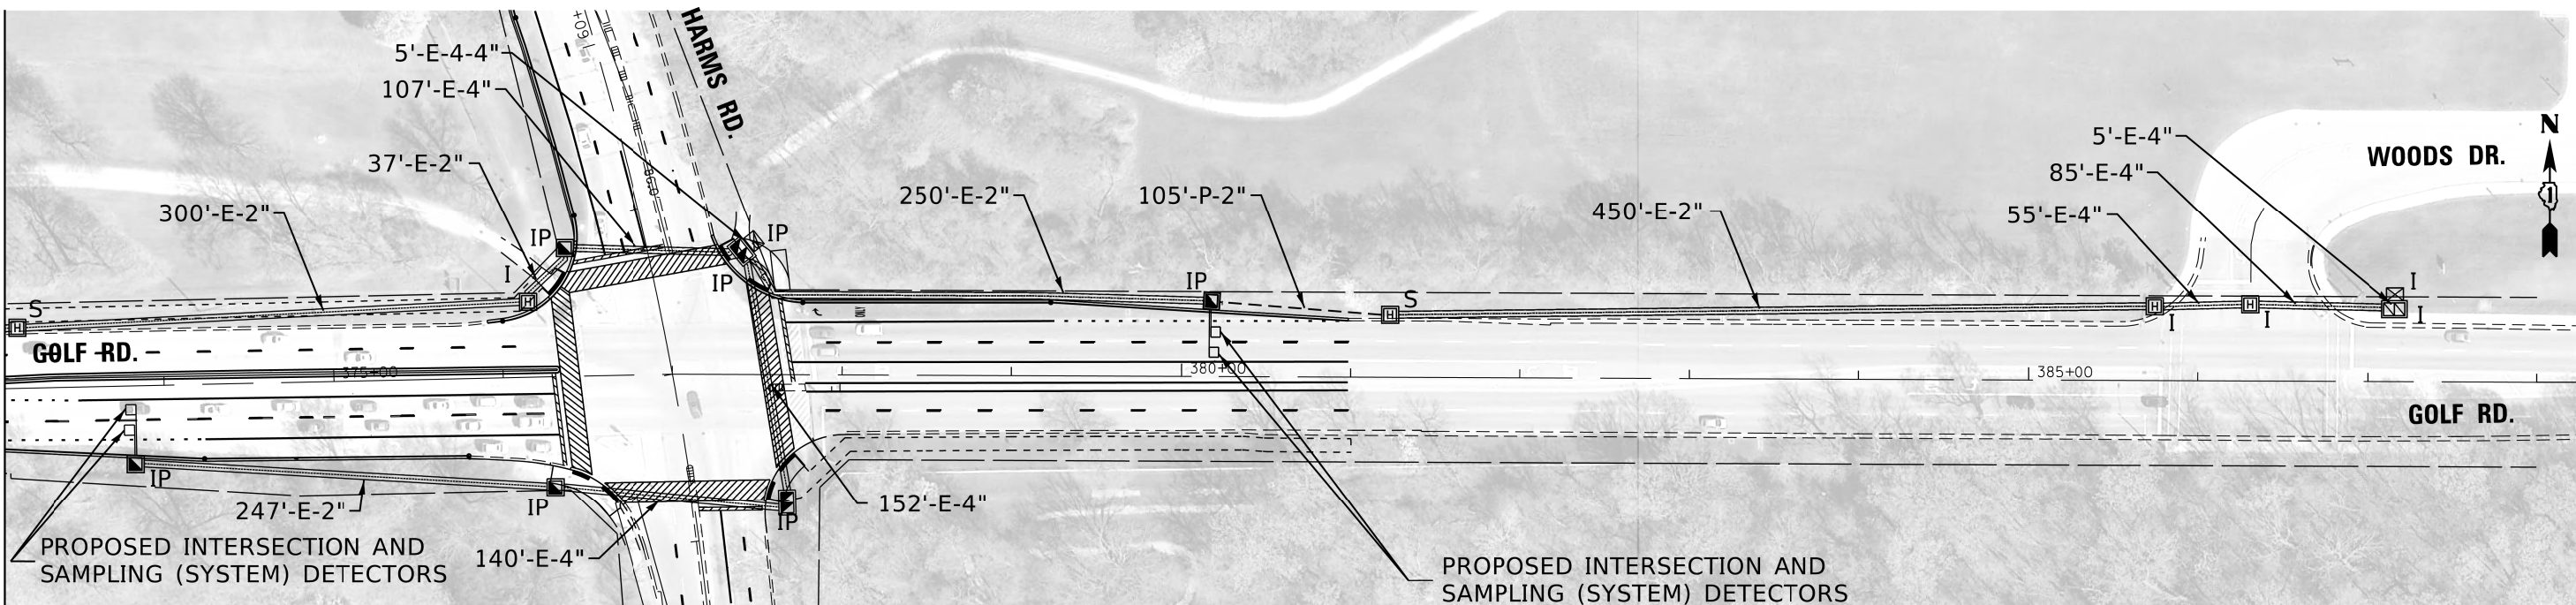 HARMS RD.
60+
5'-E-4-4"
107'-E-4"
37'-E-2"
300'-E-2"
IP
IP
IP
I
S
GOLF RD.
375+00
250'-E-2"
105'-P-2"
IP
S
450'-E-2"
380+00
385+00
5'-E-4"
85'-E-4"
55'-E-4"
WOODS DR.
N
1
H
H
H
H
H
I
I
I
I
GOLF RD.
IP
247'-E-2"
IP
140'-E-4"
IP
152'-E-4"
PROPOSED INTERSECTION AND
SAMPLING (SYSTEM) DETECTORS
PROPOSED INTERSECTION AND
SAMPLING (SYSTEM) DETECTORS